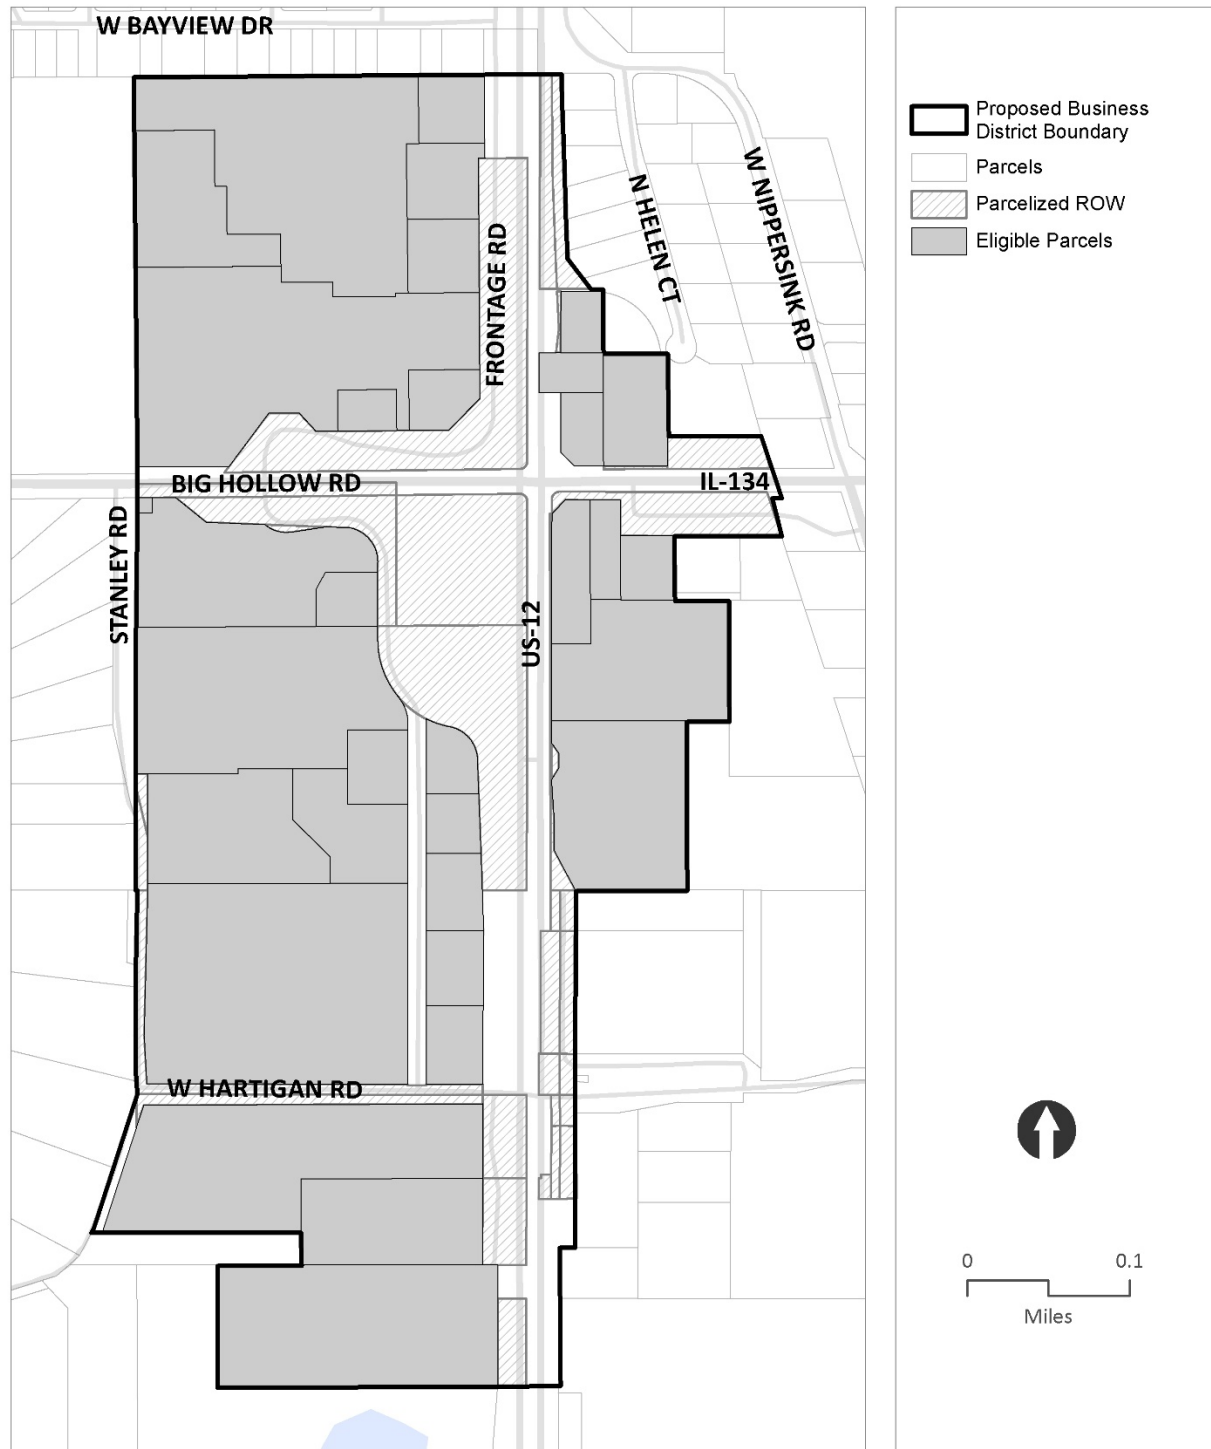 W BAYVIEW DR
Proposed Business
District Boundary
Parcels
Parcelized ROW
Eligible Parcels
N HELEN CT
W NIPPERSINK RD
FRONTAGE RD
BIG HOLLOW RD
IL-134
STANLEY RD
US-12
W HARTIGAN RD
0 0.1
Miles